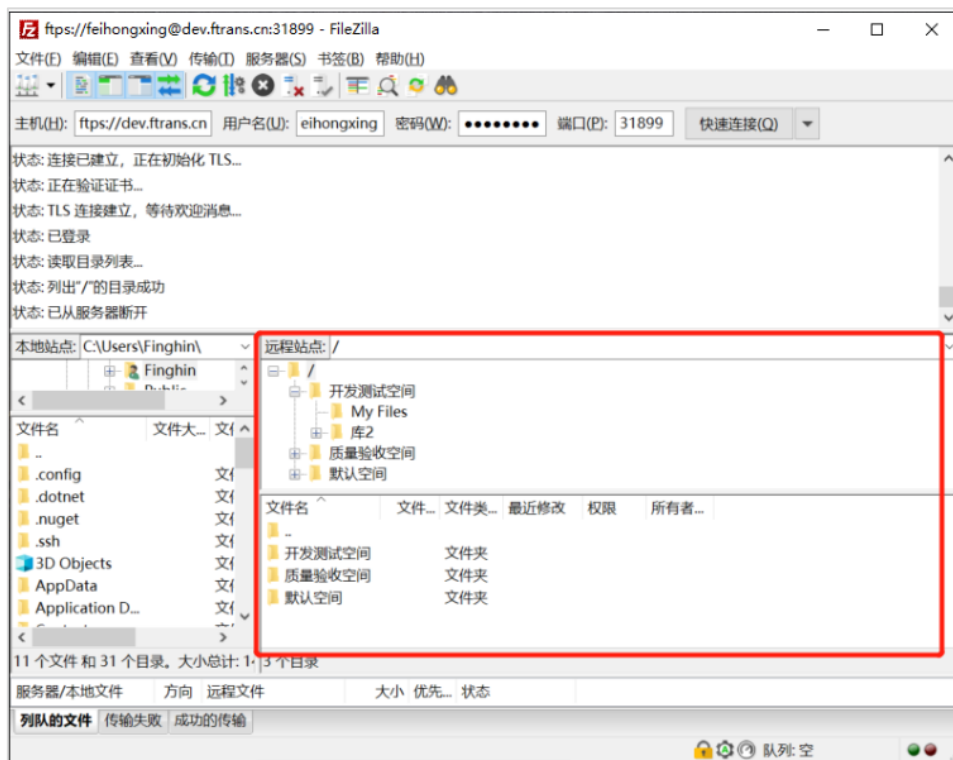 ftps://feihongxing@dev.ftrans.cn:31899 - FileZilla
文件(F) 编辑(E) 查看(V) 传输(T) 服务器(S) 书签(B) 帮助(H)
主机(H): ftps://dev.ftrans.cn 用户名(U): eihongxing 密码(W): ●●●●●●●● 端口(P): 31899 快速连接(Q)
状态: 连接已建立，正在初始化 TLS...
状态: 正在验证证书...
状态: TLS 连接建立，等待欢迎消息...
状态: 已登录
状态: 读取目录列表...
状态: 列出"/"的目录成功
状态: 已从服务器断开
本地站点: C:\Users\Finghin\
Finghin
文件名 文件大... 文件
..
.config 文件
.dotnet 文件
.nuget 文件
.ssh 文件
3D Objects 文件
AppData 文件
Application D... 文件
11 个文件 和 31 个目录。大小总计: 14
远程站点: /
/
开发测试空间
My Files
库2
质量验收空间
默认空间
文件名 文件... 文件类... 最近修改 权限 所有者...
..
开发测试空间 文件夹
质量验收空间 文件夹
默认空间 文件夹
3 个目录
服务器/本地文件 方向 远程文件 大小 优先... 状态
列队的文件 传输失败 成功的传输
队列: 空